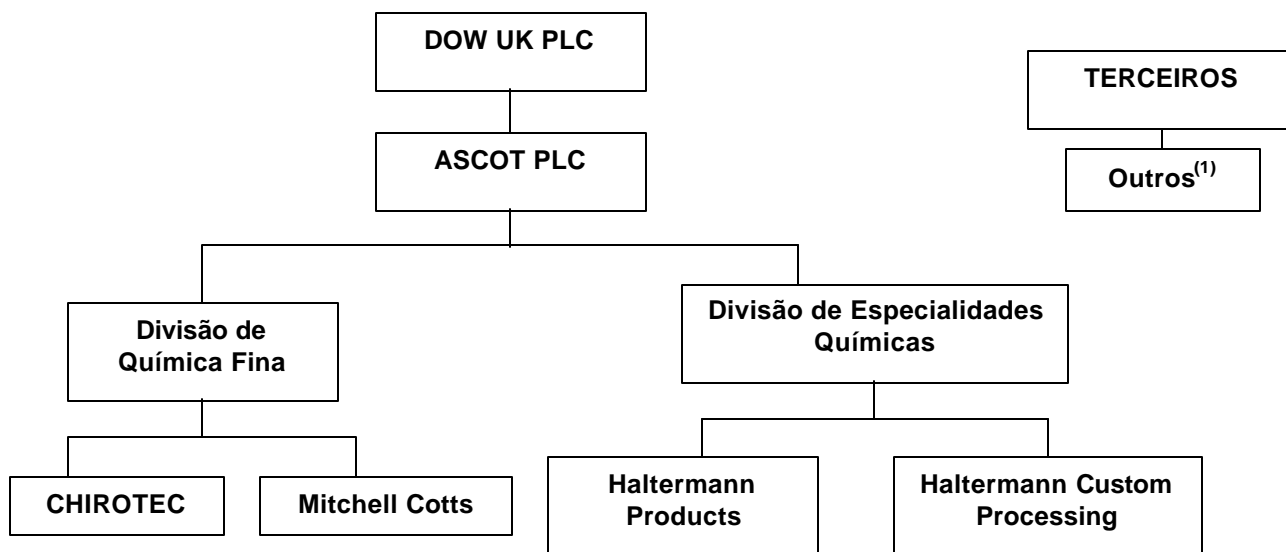 DOW UK PLC
TERCEIROS
ASCOT PLC
Outros(1)
Divisão de
Química Fina
Divisão de Especialidades
Químicas
CHIROTEC
Mitchell Cotts
Haltermann
Products
Haltermann Custom
Processing